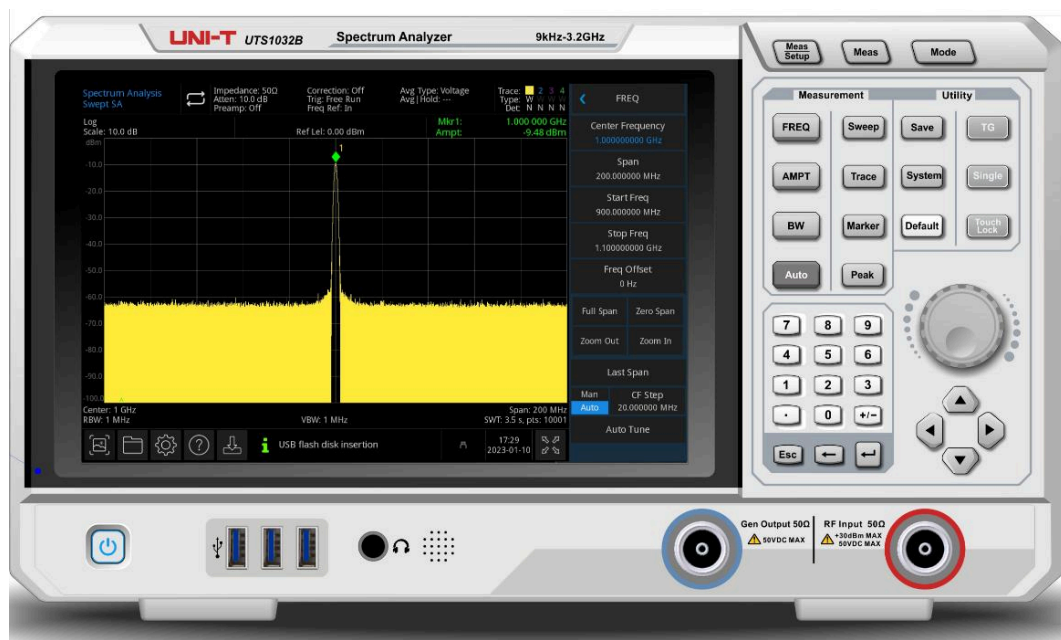 UNI-T UTS1032B Spectrum Analyzer 9kHz-3.2GHz
Meas Setup
Meas
Mode
Spectrum Analysis
Swept SA
Impedance: 50Ω
Atten: 10.0 dB
Preamp: Off
Correction: Off
Trig: Free Run
Freq Ref: In
Avg Type: Voltage
Avg|Hold: ---
Trace: 1 2 3 4
Type: W W W W
Det: N N N N
Log
Scale: 10.0 dB
Ref Lel: 0.00 dBm
Mkr1: 1.000 000 GHz
Ampt: -9.48 dBm
dBm
1
-10.0
-20.0
-30.0
-40.0
-50.0
-60.0
-70.0
-80.0
-90.0
-100.0
Center: 1 GHz
RBW: 1 MHz
VBW: 1 MHz
Span: 200 MHz
SWT: 3.5 s, pts: 10001
USB flash disk insertion
17:29
2023-01-10
FREQ
Center Frequency
1.000000000 GHz
Span
200.000000 MHz
Start Freq
900.000000 MHz
Stop Freq
1.100000000 GHz
Freq Offset
0 Hz
Full Span
Zero Span
Zoom Out
Zoom In
Last Span
Man
Auto
CF Step
20.000000 MHz
Auto Tune
Measurement
Utility
FREQ
Sweep
Save
TG
AMPT
Trace
System
Single
BW
Marker
Default
Touch Lock
Auto
Peak
7 8 9
4 5 6
1 2 3
. 0 +/-
Esc
Gen Output 50Ω
50VDC MAX
RF Input 50Ω
+30dBm MAX
50VDC MAX